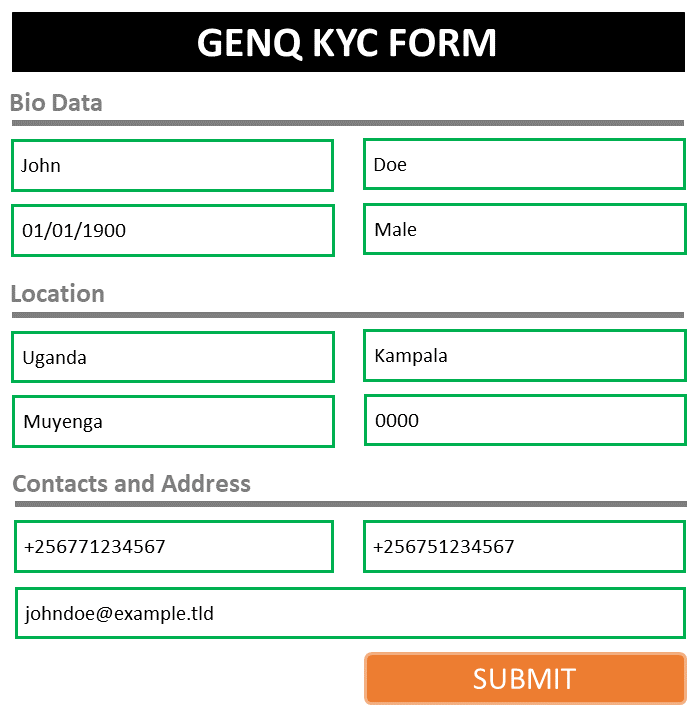 GENQ KYC FORM
Bio Data
John
Doe
01/01/1900
Male
Location
Uganda
Kampala
Muyenga
0000
Contacts and Address
+256771234567
+256751234567
johndoe@example.tld
SUBMIT